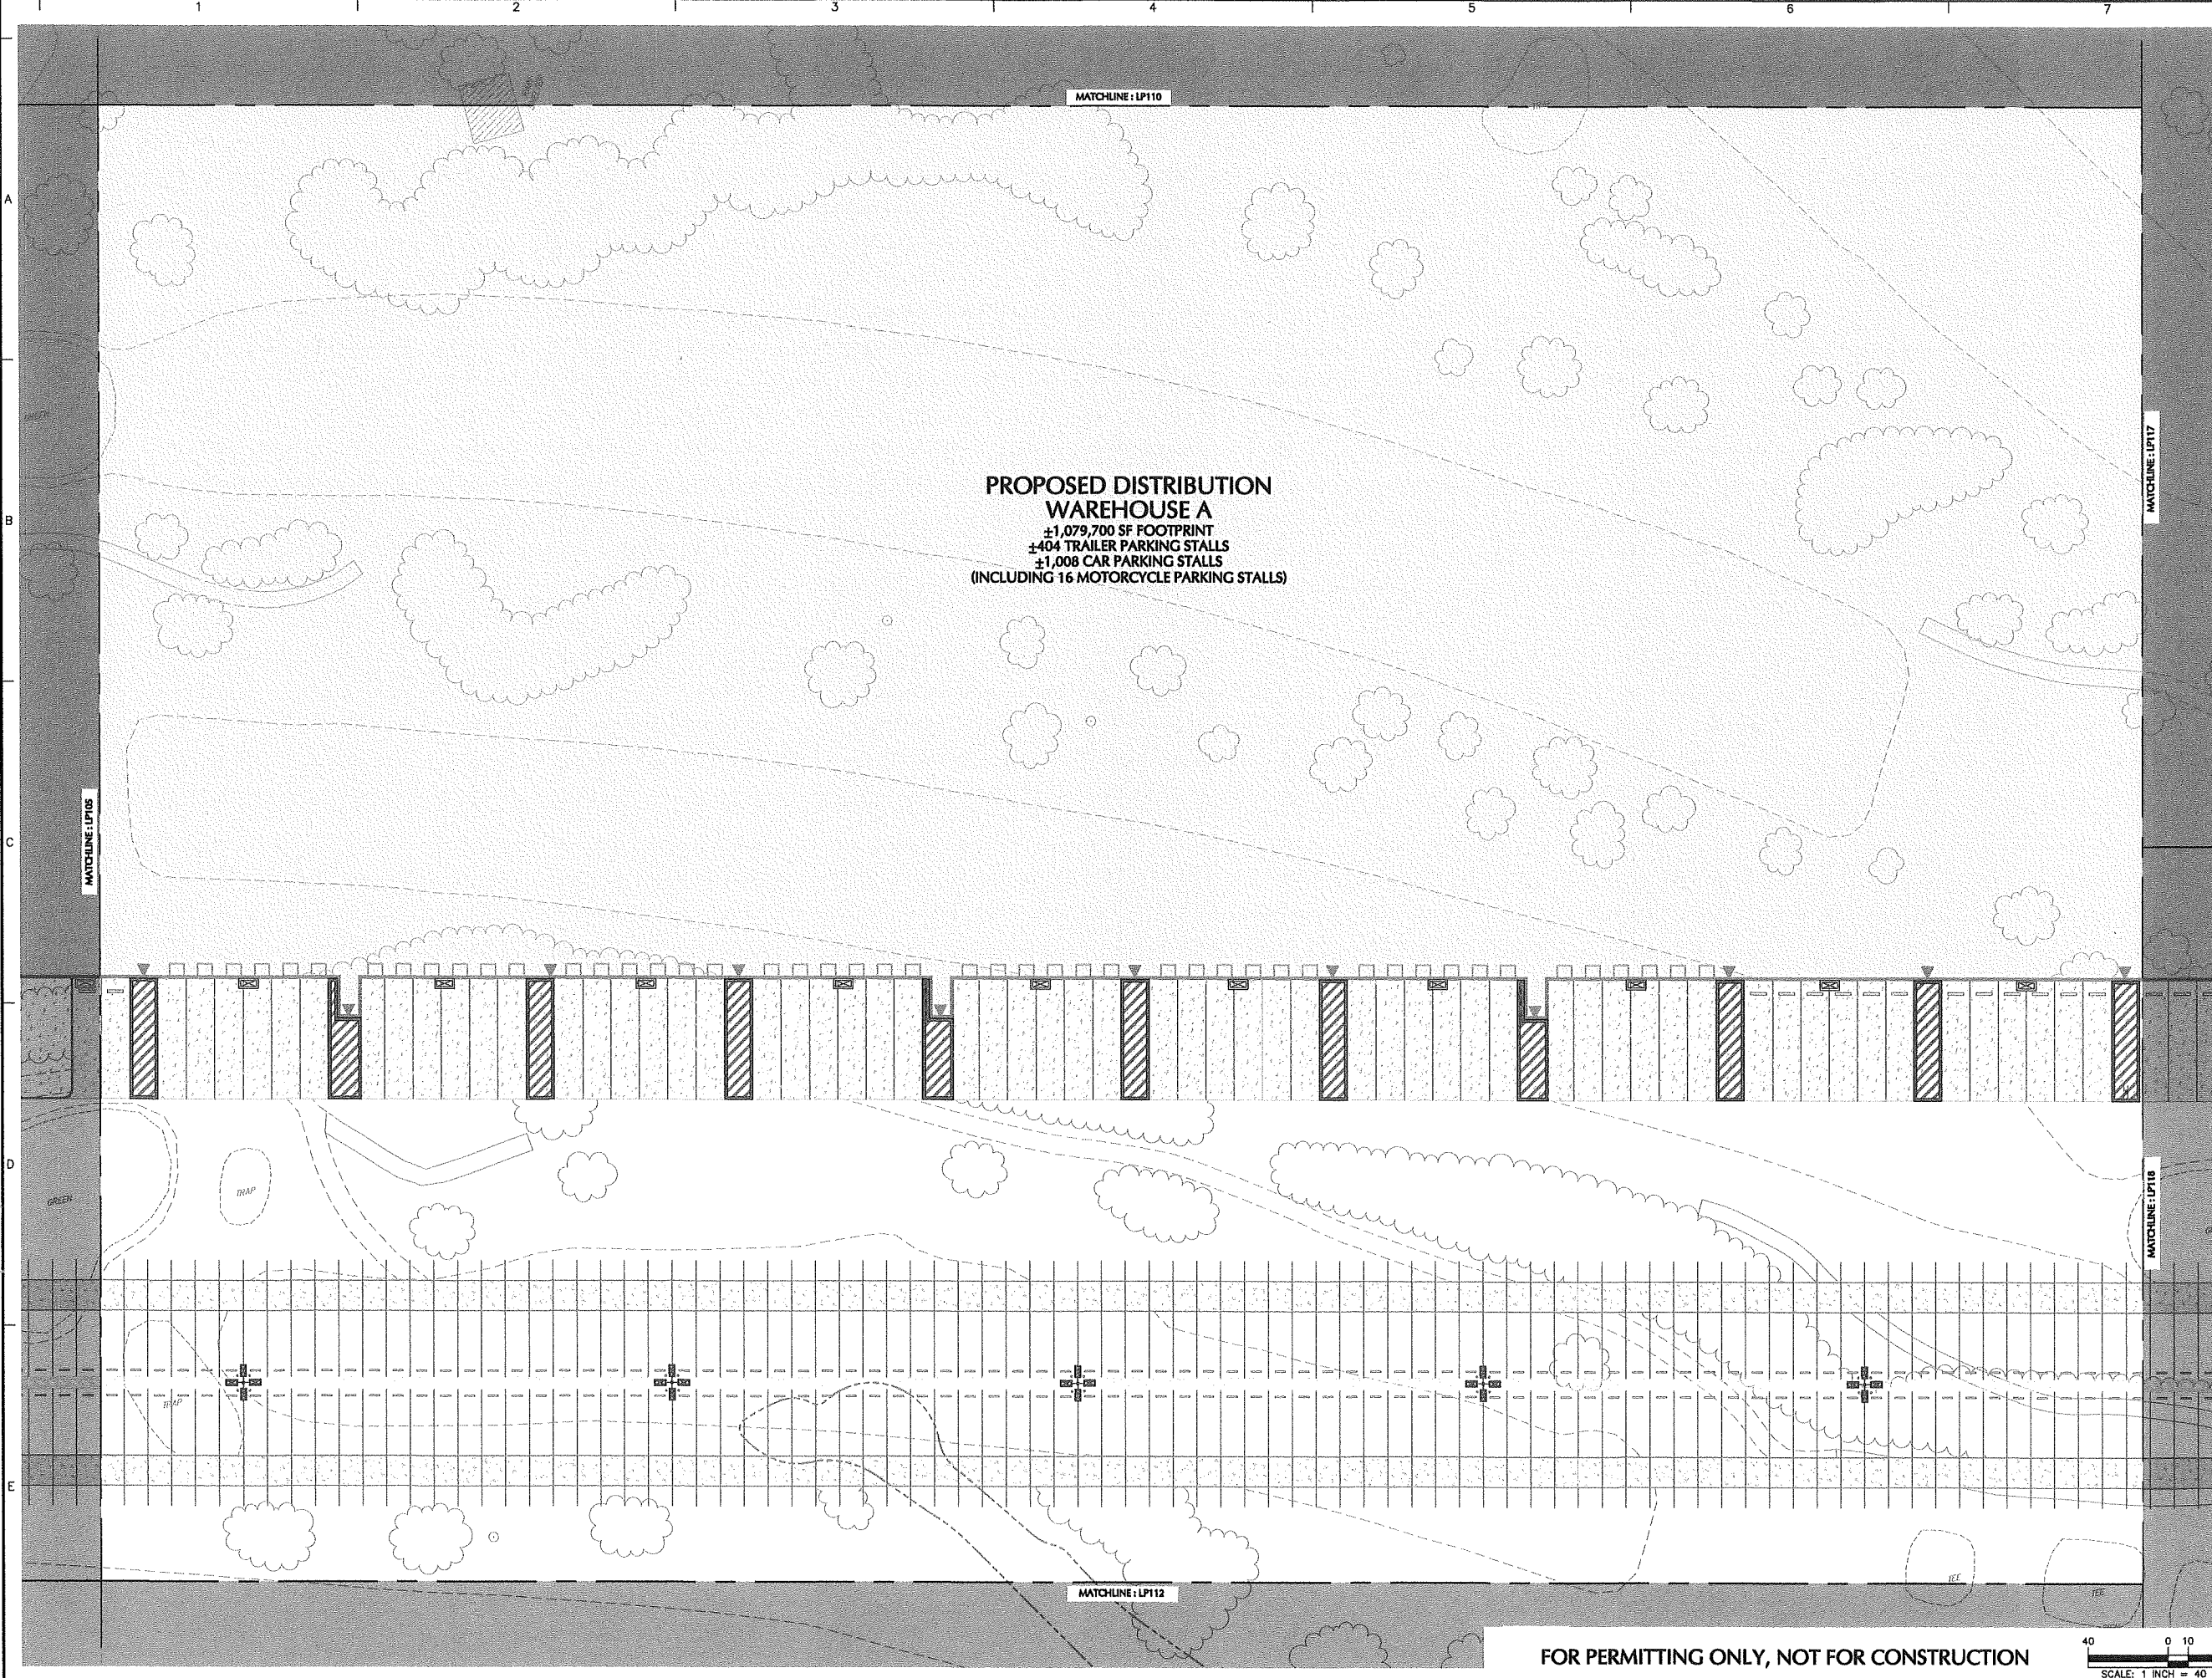 1 2 3 4 5 6 7
MATCHLINE : LP110
A
GREEN
MATCHLINE : LP117
PROPOSED DISTRIBUTION
WAREHOUSE A
±1,079,700 SF FOOTPRINT
±404 TRAILER PARKING STALLS
±1,008 CAR PARKING STALLS
(INCLUDING 16 MOTORCYCLE PARKING STALLS)
B
MATCHLINE : LP105
C
D
GREEN
TRAP
MATCHLINE : LP118
TRAP
E
TEE
TEE
MATCHLINE : LP112
FOR PERMITTING ONLY, NOT FOR CONSTRUCTION
40 0 10
SCALE: 1 INCH = 40